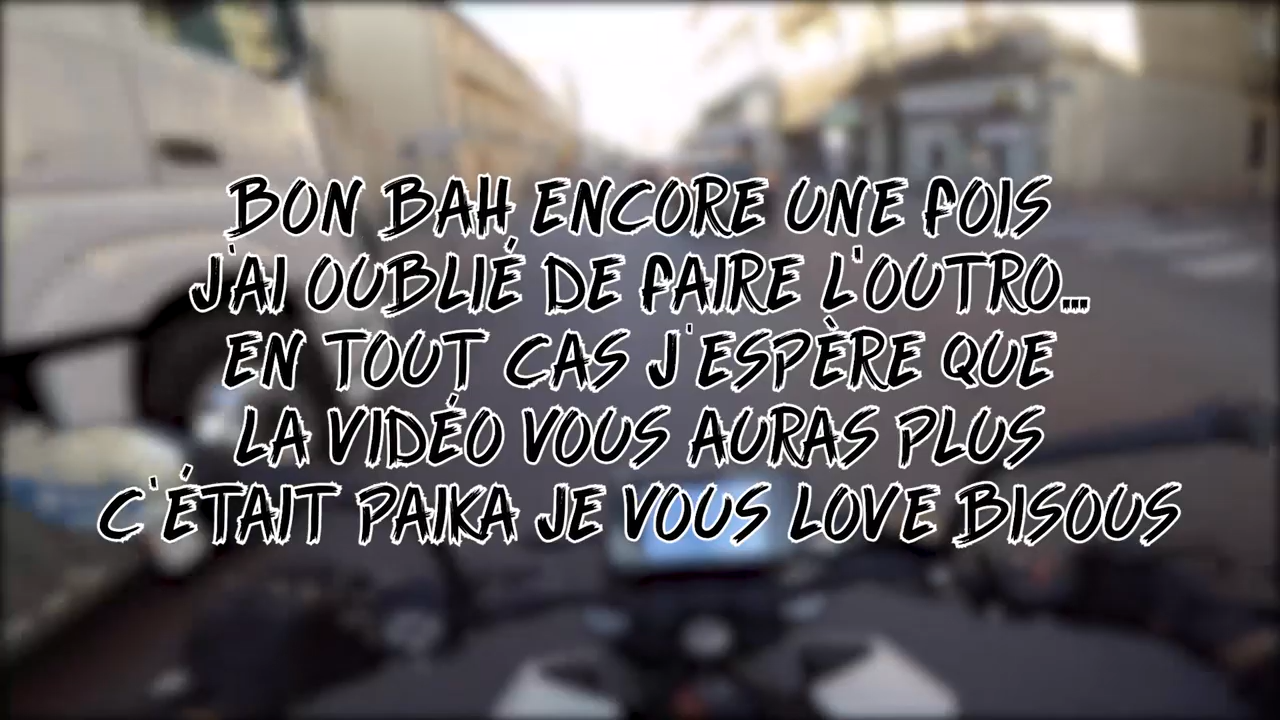 BON BAH ENCORE UNE FOIS
J'AI OUBLIÉ DE FAIRE L'OUTRO...
EN TOUT CAS J'ESPÈRE QUE
LA VIDÉO VOUS AURAS PLUS
C'ÉTAIT PAIKA JE VOUS LOVE BISOUS